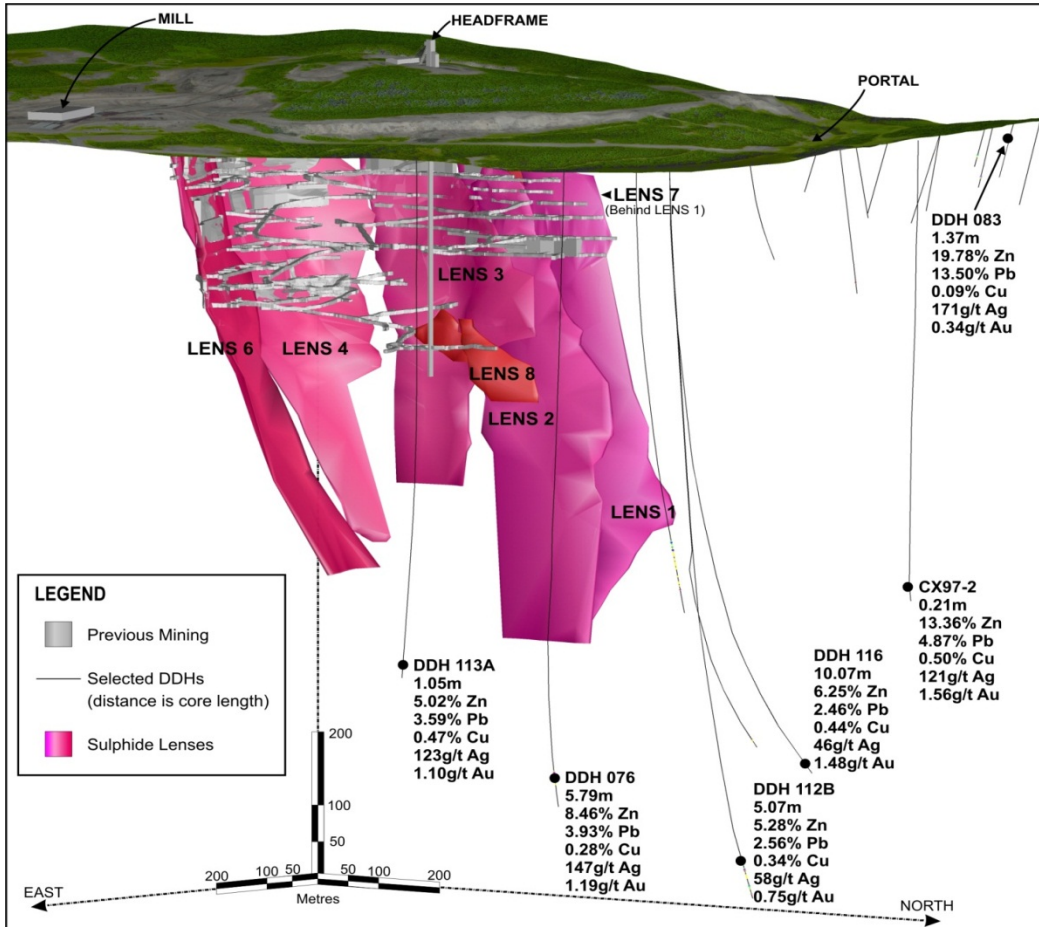 MILL
HEADFRAME
PORTAL
LENS 7
(Behind LENS 1)
DDH 083
1.37m
19.78% Zn
13.50% Pb
0.09% Cu
171g/t Ag
0.34g/t Au
LENS 3
LENS 6
LENS 4
LENS 8
LENS 2
LENS 1
CX97-2
0.21m
13.36% Zn
4.87% Pb
0.50% Cu
121g/t Ag
1.56g/t Au
LEGEND
Previous Mining
Selected DDHs
(distance is core length)
Sulphide Lenses
DDH 113A
1.05m
5.02% Zn
3.59% Pb
0.47% Cu
123g/t Ag
1.10g/t Au
DDH 116
10.07m
6.25% Zn
2.46% Pb
0.44% Cu
46g/t Ag
1.48g/t Au
DDH 076
5.79m
8.46% Zn
3.93% Pb
0.28% Cu
147g/t Ag
1.19g/t Au
DDH 112B
5.07m
5.28% Zn
2.56% Pb
0.34% Cu
58g/t Ag
0.75g/t Au
200
100
50
200 100 50 50 100 200
Metres
EAST
NORTH